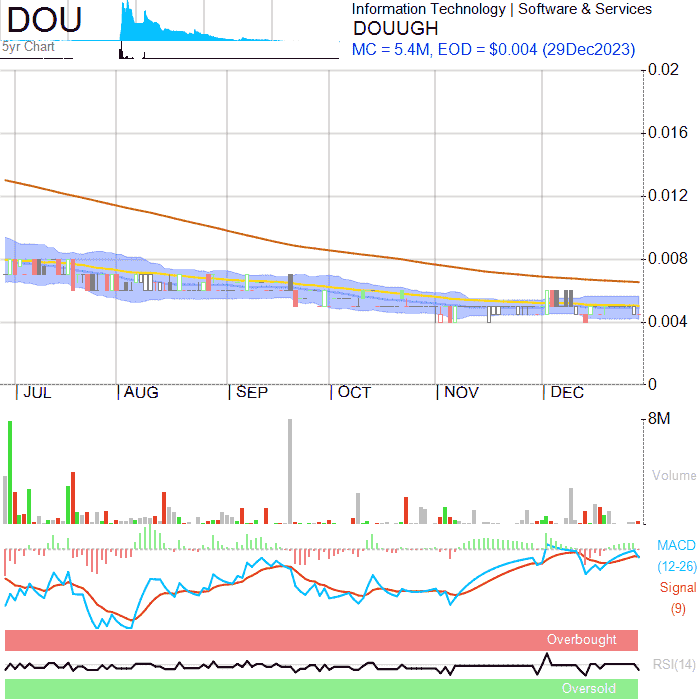 DOU
5yr Chart
Information Technology | Software & Services
DOUUGH
MC = 5.4M, EOD = $0.004 (29Dec2023)
0.02
0.016
0.012
0.008
0.004
0
JUL AUG SEP OCT NOV DEC
8M
Volume
MACD
(12-26)
Signal
(9)
Overbought
RSI(14)
Oversold